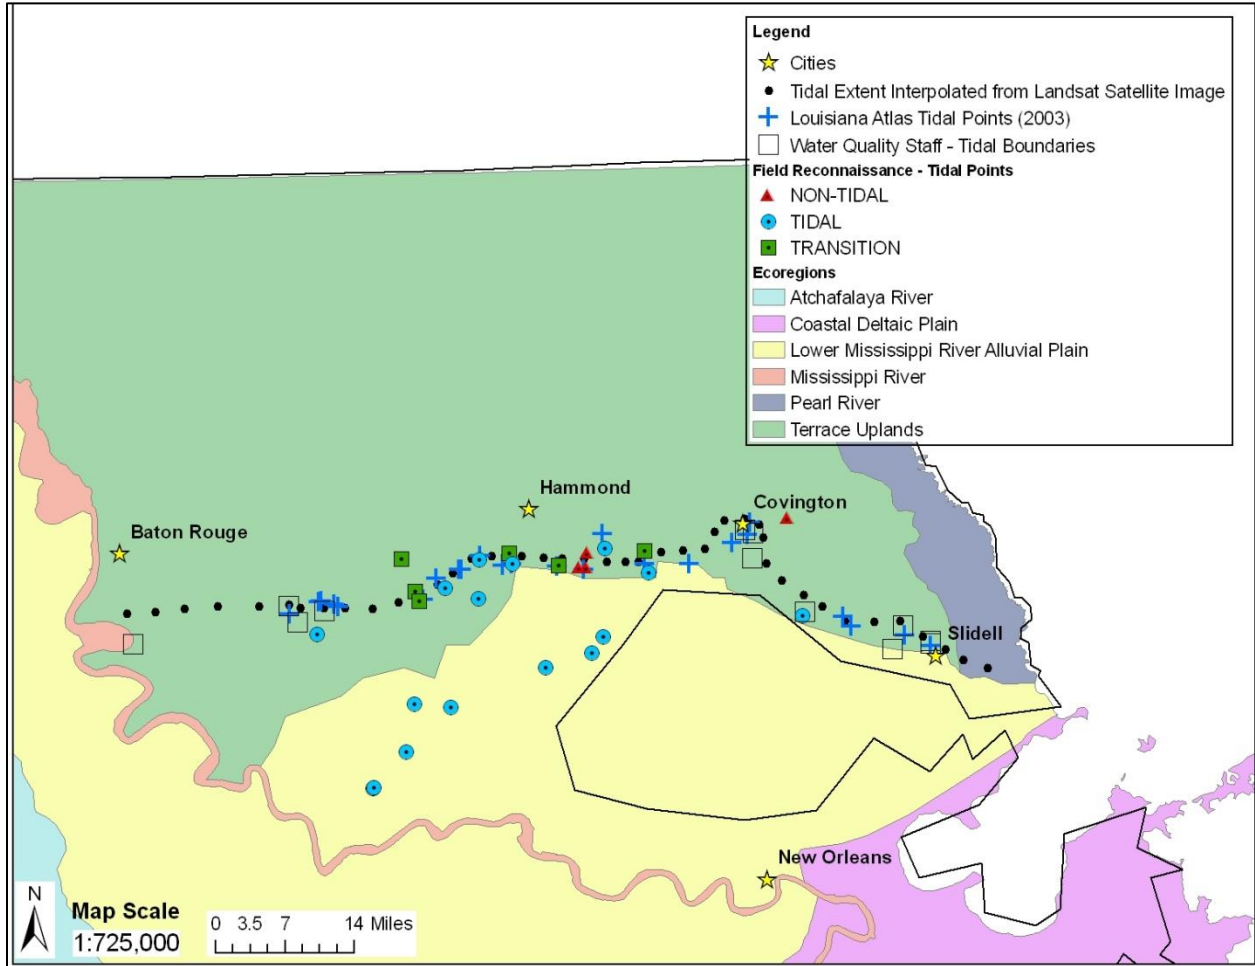 Legend
Cities
Tidal Extent Interpolated from Landsat Satellite Image
Louisiana Atlas Tidal Points (2003)
Water Quality Staff - Tidal Boundaries
Field Reconnaissance - Tidal Points
NON-TIDAL
TIDAL
TRANSITION
Ecoregions
Atchafalaya River
Coastal Deltaic Plain
Lower Mississippi River Alluvial Plain
Mississippi River
Pearl River
Terrace Uplands
Hammond
Covington
Baton Rouge
Slidell
New Orleans
N
Map Scale
1:725,000
0 3.5 7 14 Miles